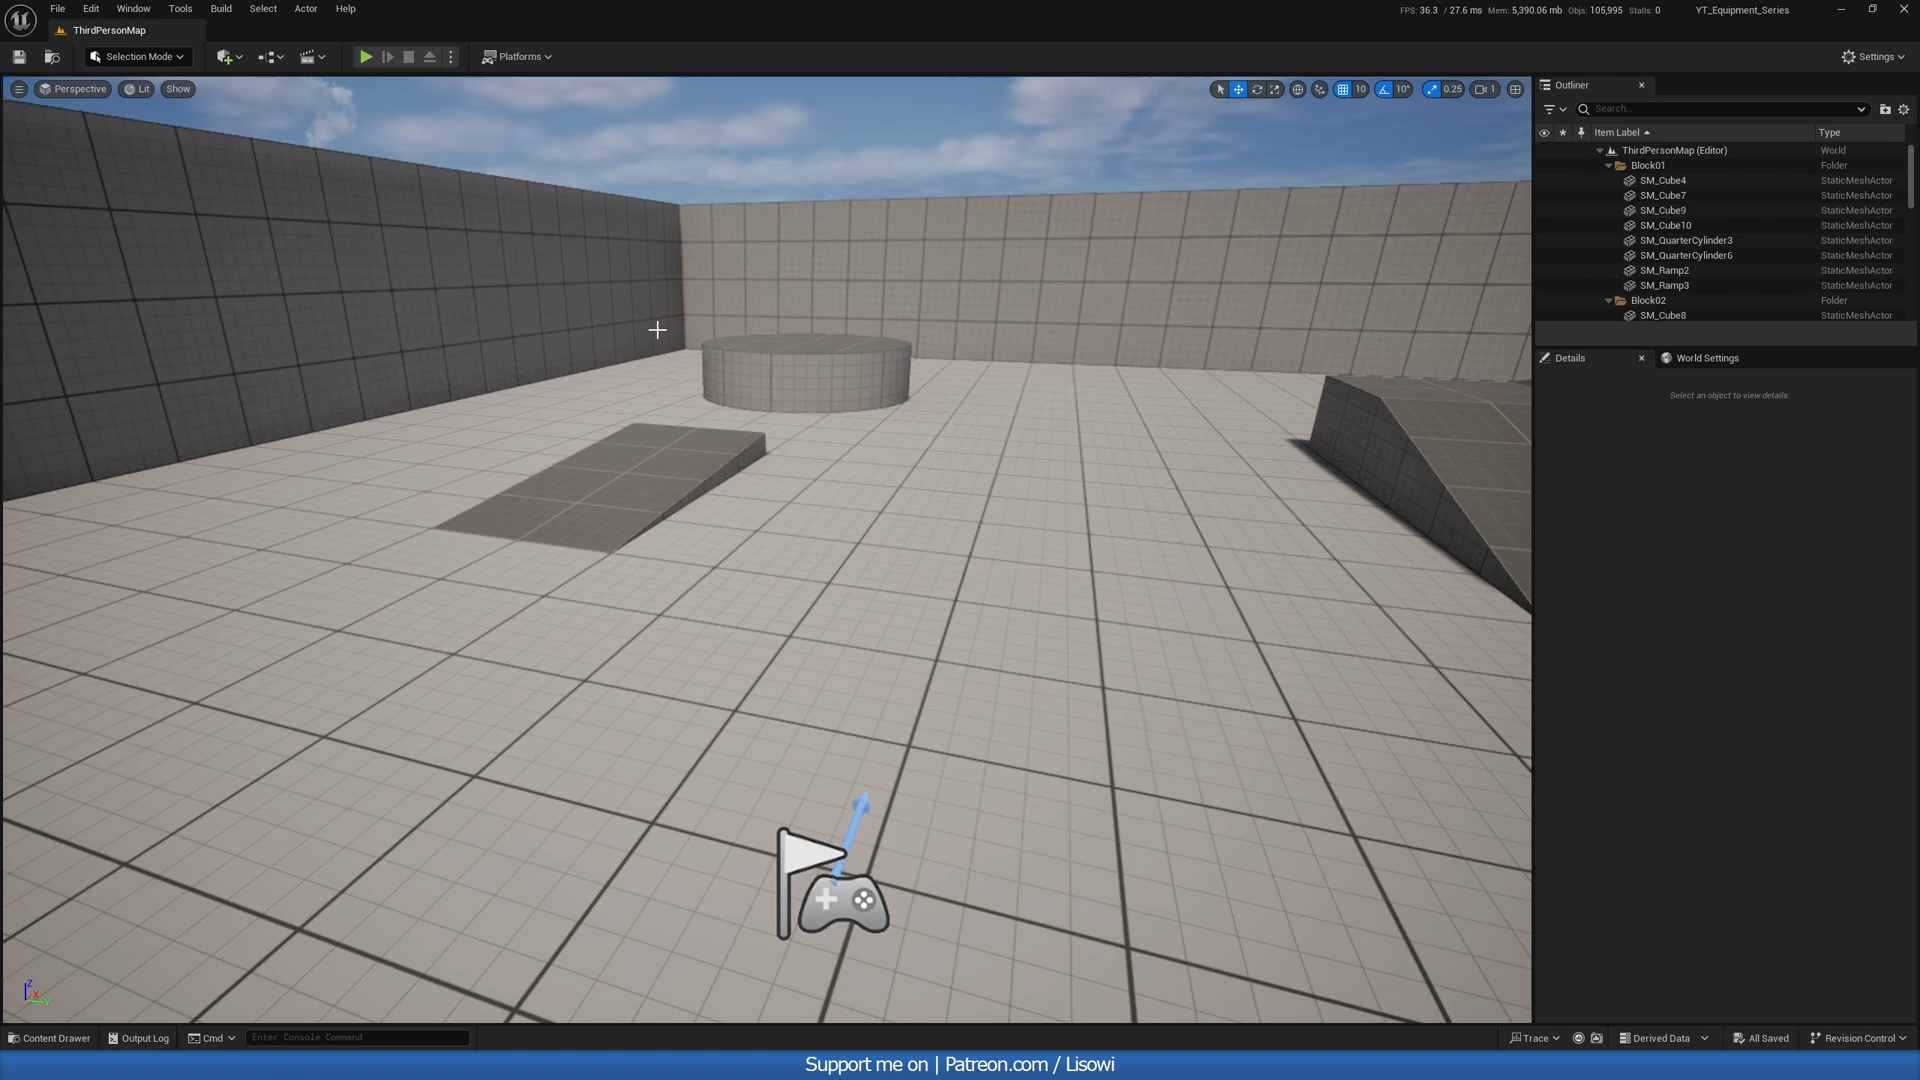 File Edit Window Tools Build Select Actor Help
FPS: 36.3 / 27.6 ms Mem: 5,390.06 mb Objs: 105,995 Stalls: 0 YT_Equipment_Series
ThirdPersonMap
Selection Mode Platforms Settings
Perspective Lit Show 10 10° 0.25 1
Outliner
Search...
Item Label Type
ThirdPersonMap (Editor) World
Block01 Folder
SM_Cube4 StaticMeshActor
SM_Cube7 StaticMeshActor
SM_Cube9 StaticMeshActor
SM_Cube10 StaticMeshActor
SM_QuarterCylinder3 StaticMeshActor
SM_QuarterCylinder6 StaticMeshActor
SM_Ramp2 StaticMeshActor
SM_Ramp3 StaticMeshActor
Block02 Folder
SM_Cube8 StaticMeshActor
Details World Settings
Select an object to view details.
Z
X
Y
Content Drawer Output Log Cmd Enter Console Command Trace Derived Data All Saved Revision Control
Support me on | Patreon.com / Lisowi